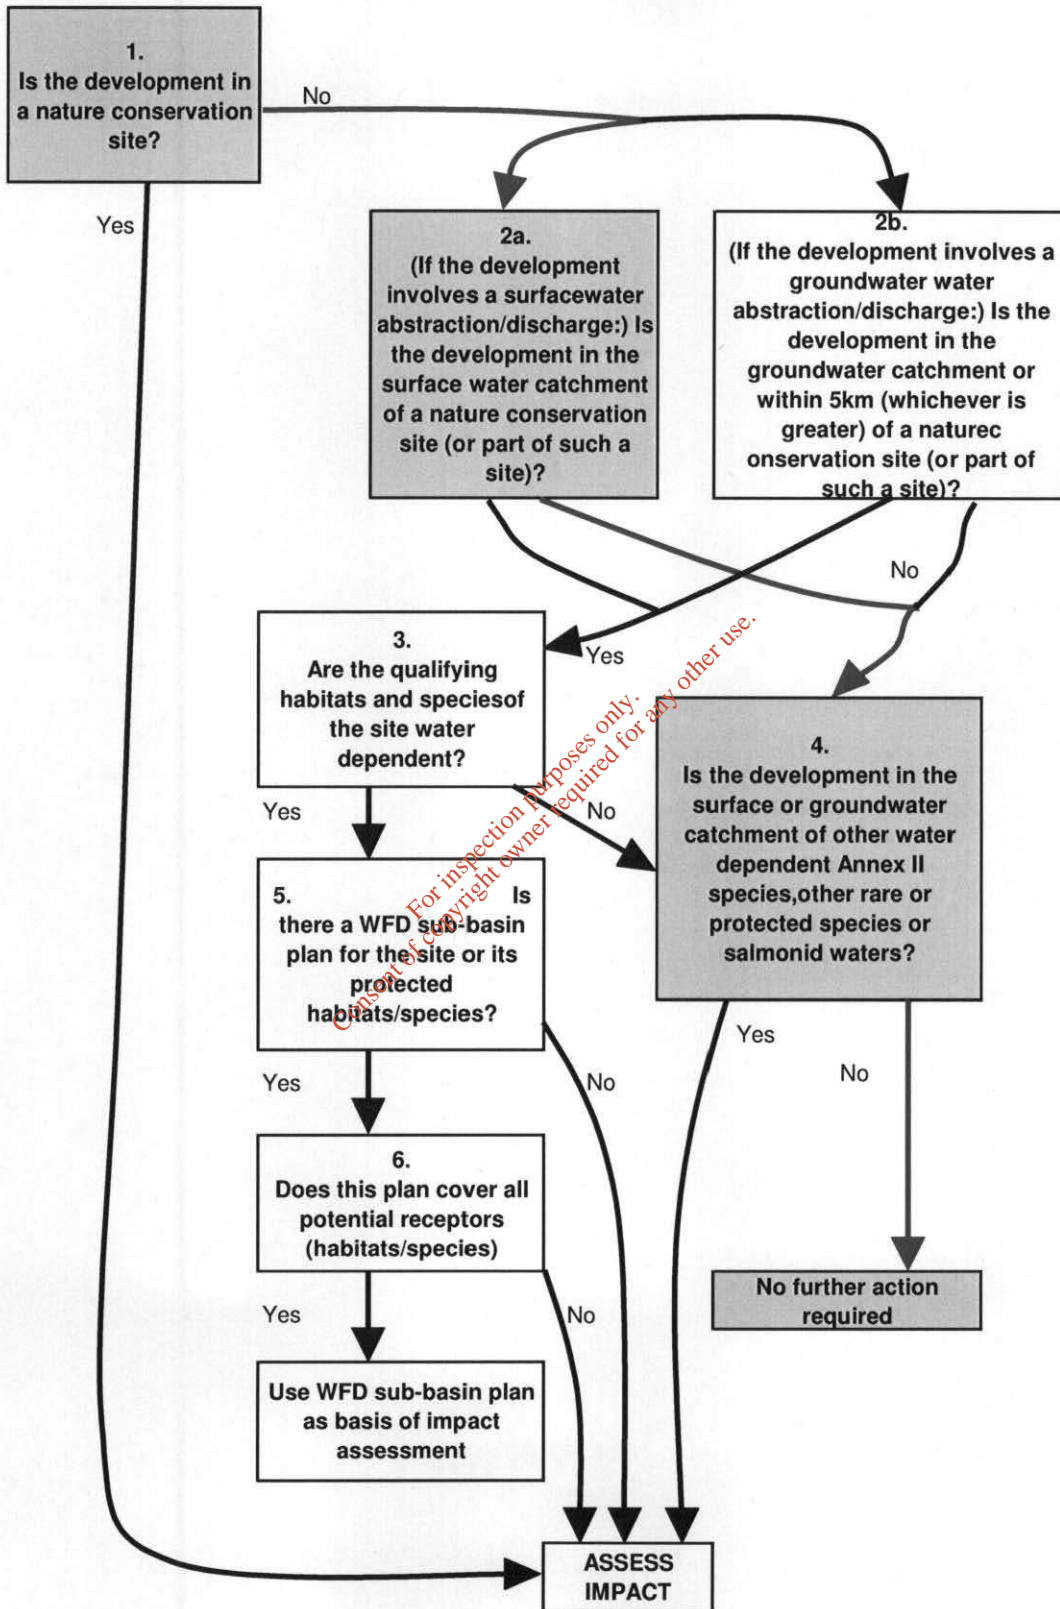 1.
Is the development in
a nature conservation
site?
No
Yes
2a.
(If the development
involves a surfacewater
abstraction/discharge:) Is
the development in the
surface water catchment
of a nature conservation
site (or part of such a
site)?
2b.
(If the development involves a
groundwater water
abstraction/discharge:) Is the
development in the
groundwater catchment or
within 5km (whichever is
greater) of a naturec
onservation site (or part of
such a site)?
No
Yes
3.
Are the qualifying
habitats and speciesof
the site water
dependent?
Yes
No
4.
Is the development in the
surface or groundwater
catchment of other water
dependent Annex II
species,other rare or
protected species or
salmonid waters?
5. Is
there a WFD sub-basin
plan for the site or its
protected
habitats/species?
Yes
No
Yes
No
6.
Does this plan cover all
potential receptors
(habitats/species)
Yes
No
No further action
required
Use WFD sub-basin plan
as basis of impact
assessment
ASSESS
IMPACT
For inspection purposes only.
Consent of copyright owner required for any other use.